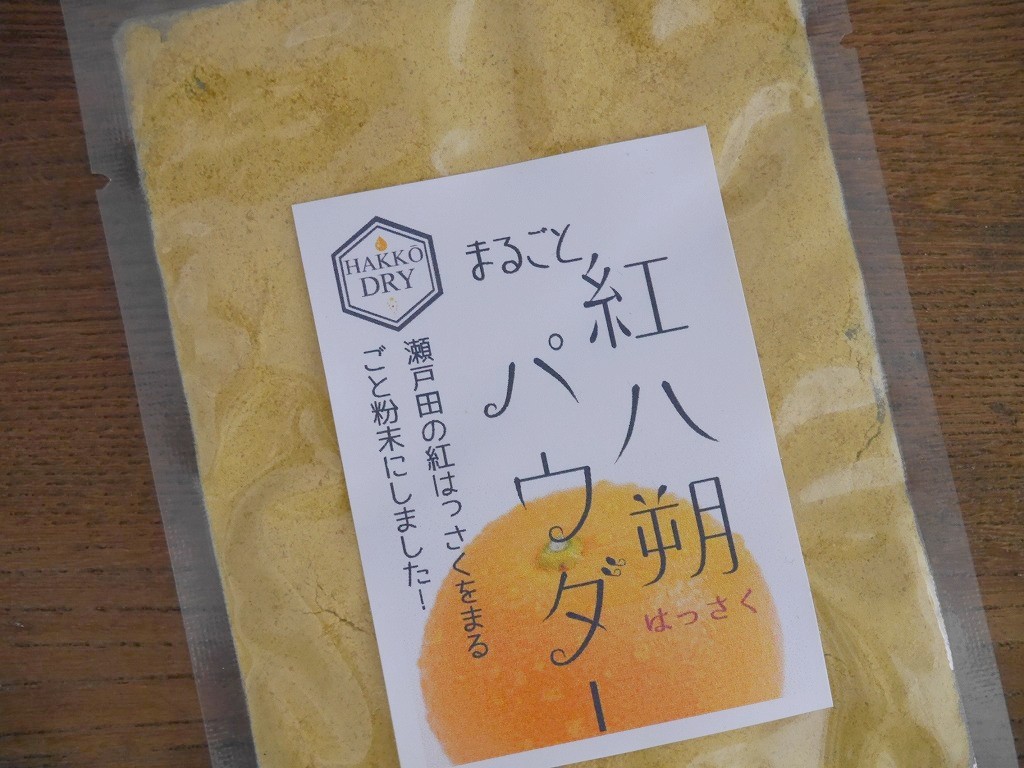 まるごと
紅八朔
はっさく
パウダー
HAKKŌ
DRY
瀬戸田の紅はっさくをまる
ごと粉末にしました!